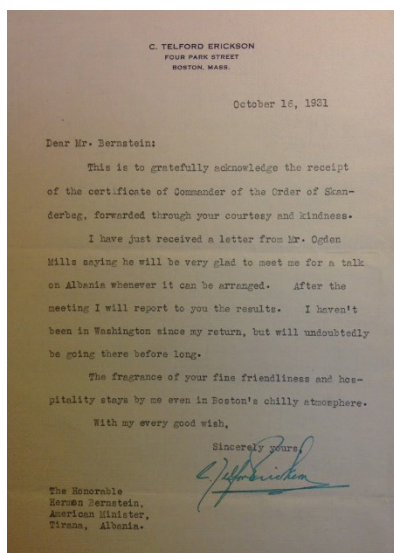 C. TELFORD ERICKSON
FOUR PARK STREET
BOSTON, MASS.
October 16, 1931
Dear Mr. Bernstein:
This is to gratefully acknowledge the receipt
of the certificate of Commander of the Order of Skan-
derbeg, forwarded through your courtesy and kindness.
I have just received a letter from Mr. Ogden
Mills saying he will be very glad to meet me for a talk
on Albania whenever it can be arranged. After the
meeting I will report to you the results. I haven't
been in Washington since my return, but will undoubtedly
be going there before long.
The fragrance of your fine friendliness and hos-
pitality stays by me even in Boston's chilly atmosphere.
With my every good wish,
Sincerely yours,
C. Telford Erickson
The Honorable
Herman Bernstein,
American Minister,
Tirana, Albania.